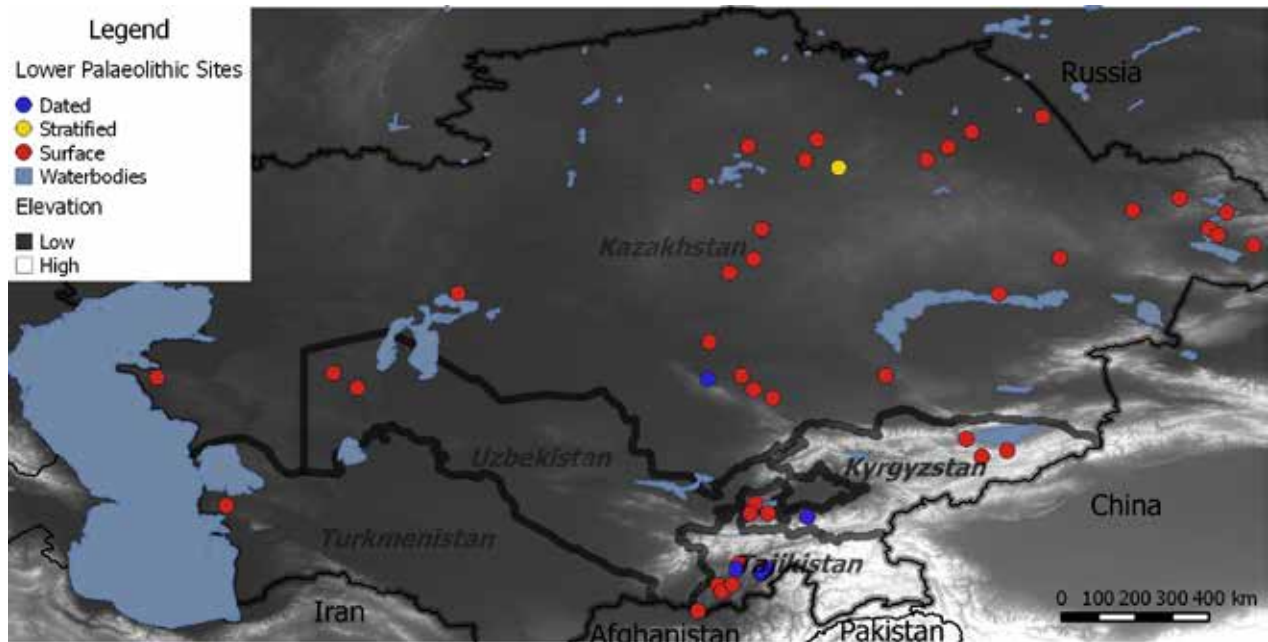 Legend
Lower Palaeolithic Sites
Dated
Stratified
Surface
Waterbodies
Elevation
Low
High
Russia
Kazakhstan
Uzbekistan
Kyrgyzstan
China
Turkmenistan
Tajikistan
Iran
Afghanistan
Pakistan
0 100 200 300 400 km